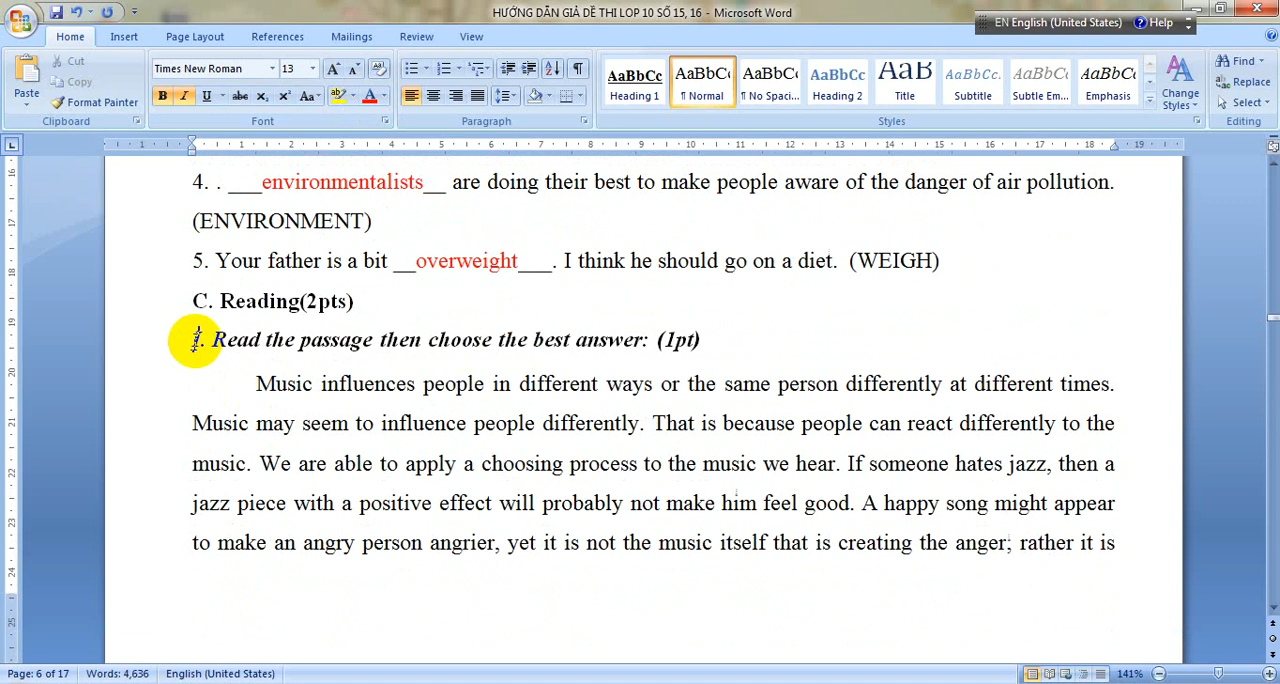 HƯỚNG DẪN GIẢ DỀ THI LOP 10 SỐ 15, 16 - Microsoft Word
EN English (United States) Help
Home Insert Page Layout References Mailings Review View
Paste Cut Copy Format Painter Clipboard
Times New Roman 13 Font
Paragraph
AaBbCc Heading 1 AaBbCc ¶ Normal AaBbCc ¶ No Spaci... AaBbCc Heading 2 AaB Title AaBbCc Subtitle AaBbCc Subtle Em... AaBbCc Emphasis Change Styles Styles
Find Replace Select Editing
4. . ___environmentalists__ are doing their best to make people aware of the danger of air pollution.
(ENVIRONMENT)
5. Your father is a bit __overweight___. I think he should go on a diet. (WEIGH)
C. Reading(2pts)
I. Read the passage then choose the best answer: (1pt)
Music influences people in different ways or the same person differently at different times.
Music may seem to influence people differently. That is because people can react differently to the
music. We are able to apply a choosing process to the music we hear. If someone hates jazz, then a
jazz piece with a positive effect will probably not make him feel good. A happy song might appear
to make an angry person angrier, yet it is not the music itself that is creating the anger; rather it is
Page: 6 of 17 Words: 4,636 English (United States) 141%